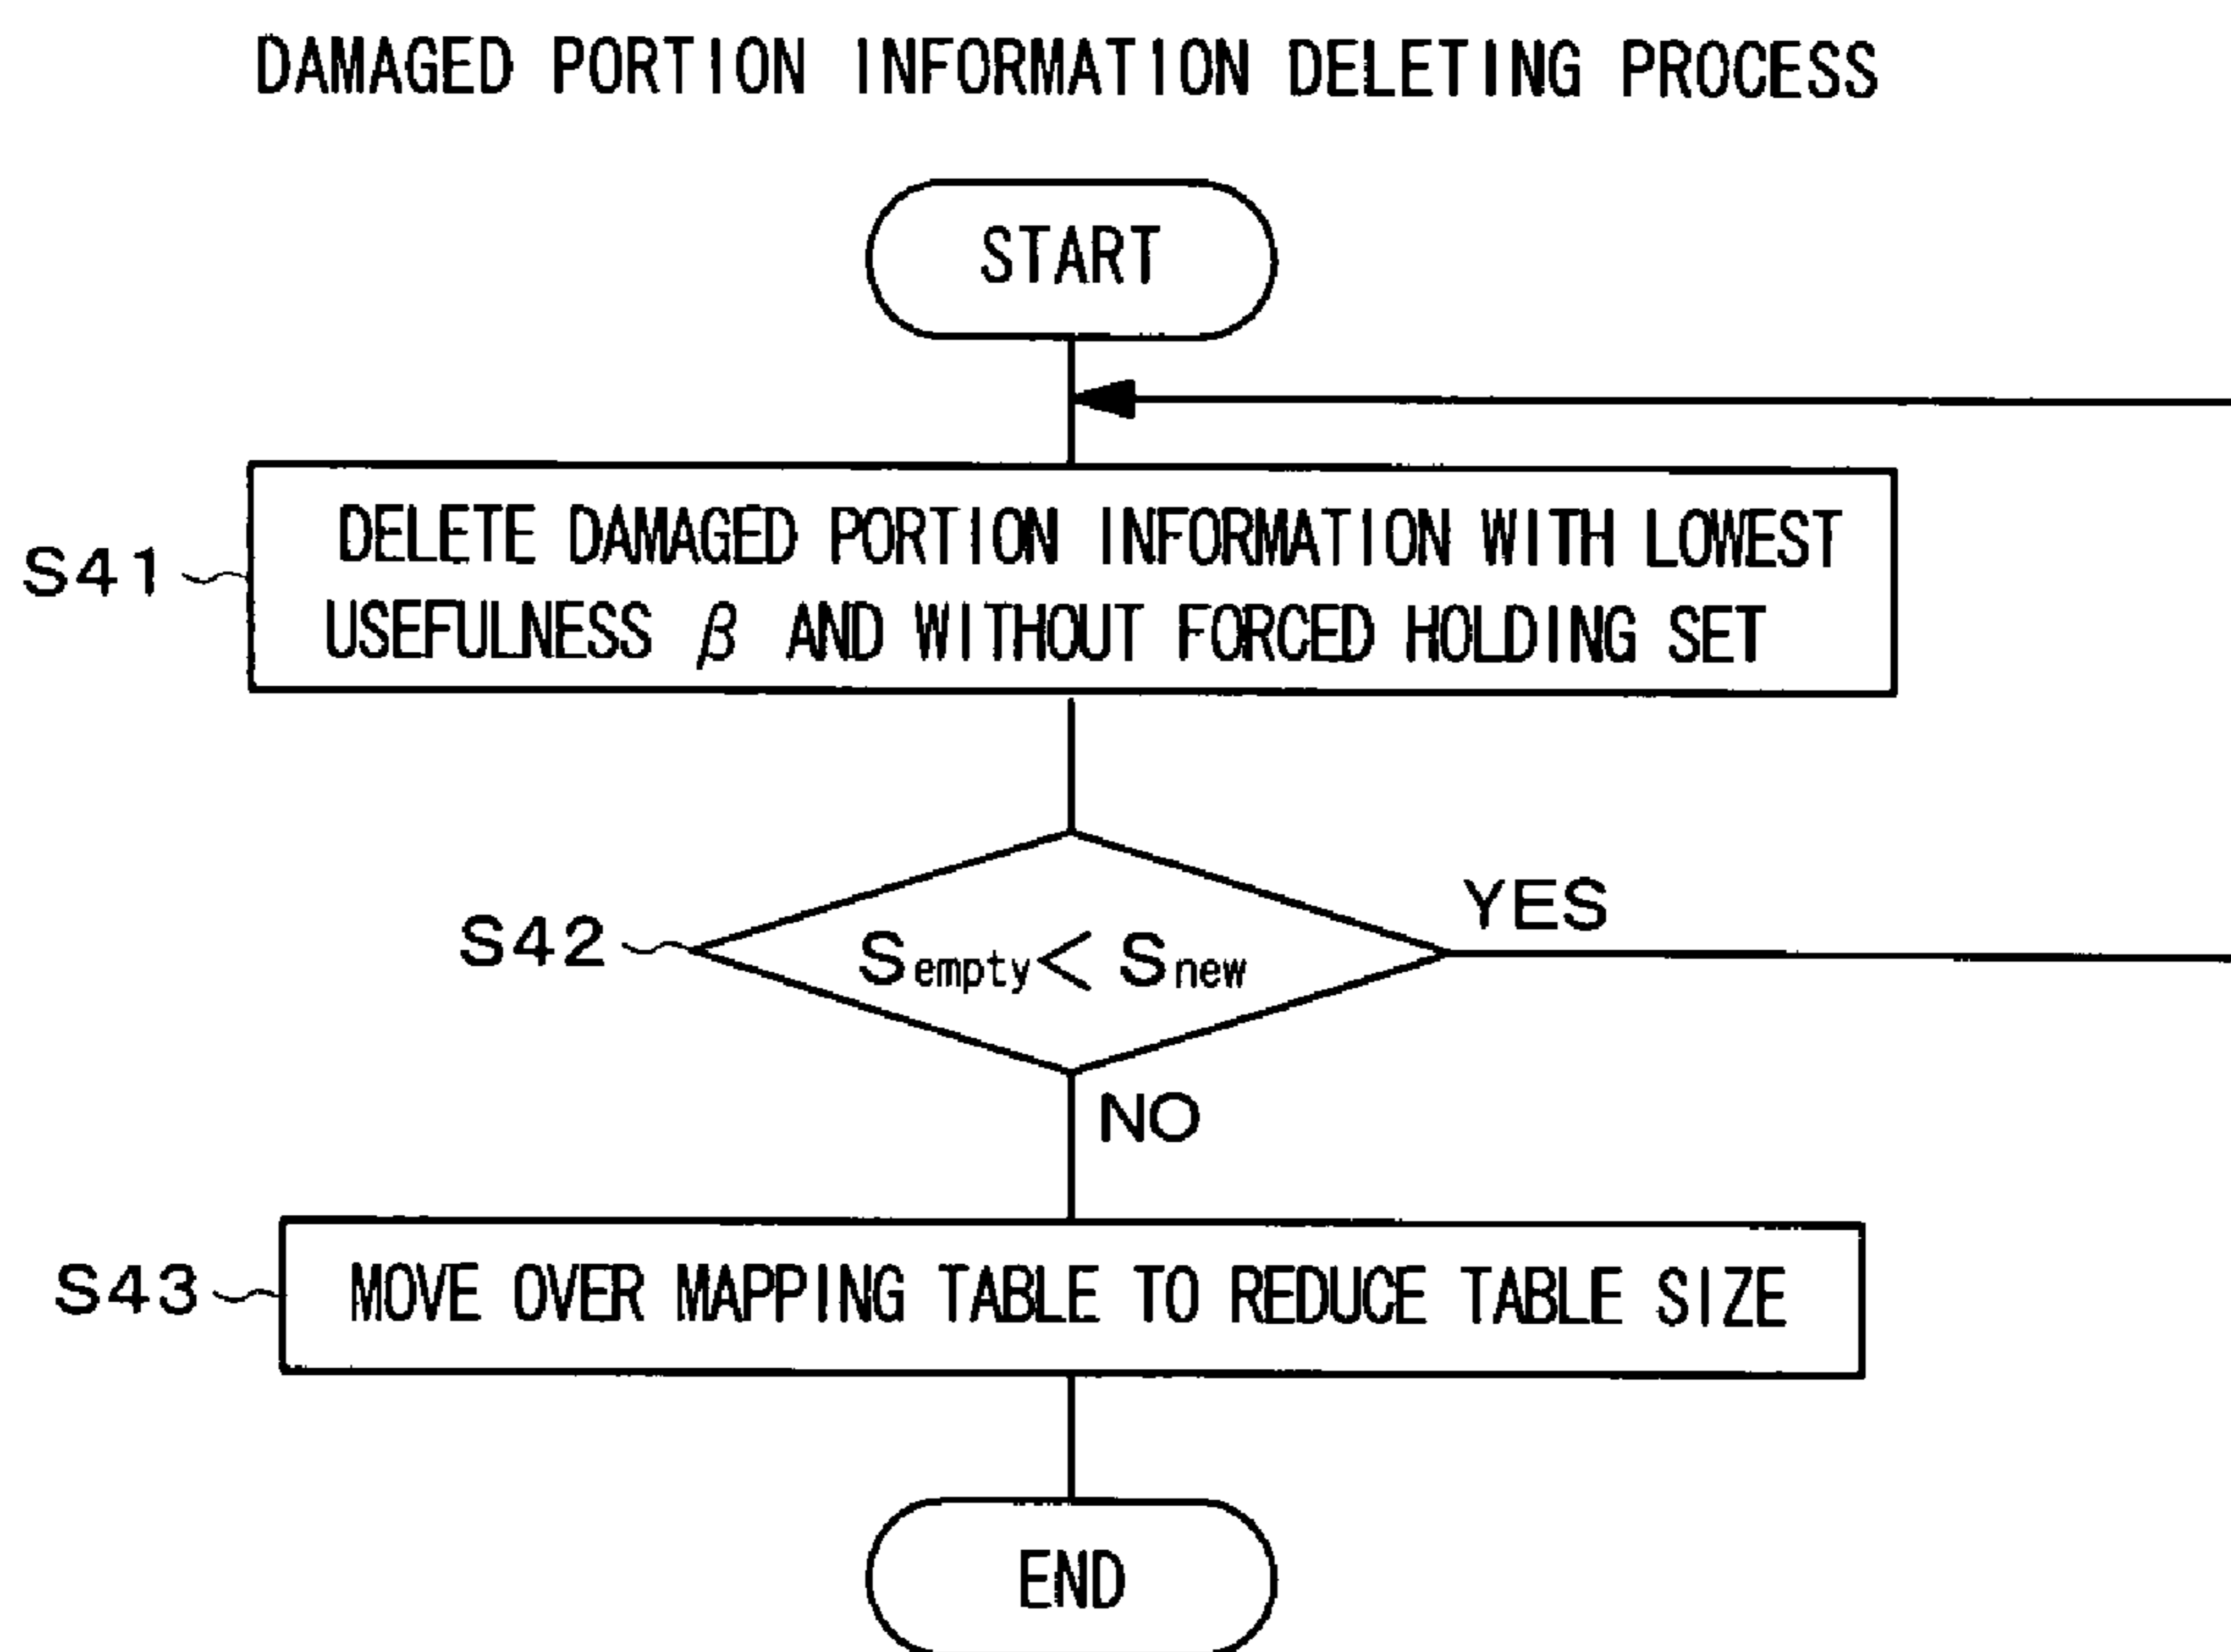 DAMAGED PORTION INFORMATION DELETING PROCESS
START
S41
DELETE DAMAGED PORTION INFORMATION WITH LOWEST
USEFULNESS β AND WITHOUT FORCED HOLDING SET
S42
Sempty< Snew
YES
NO
S43
MOVE OVER MAPPING TABLE TO REDUCE TABLE SIZE
END